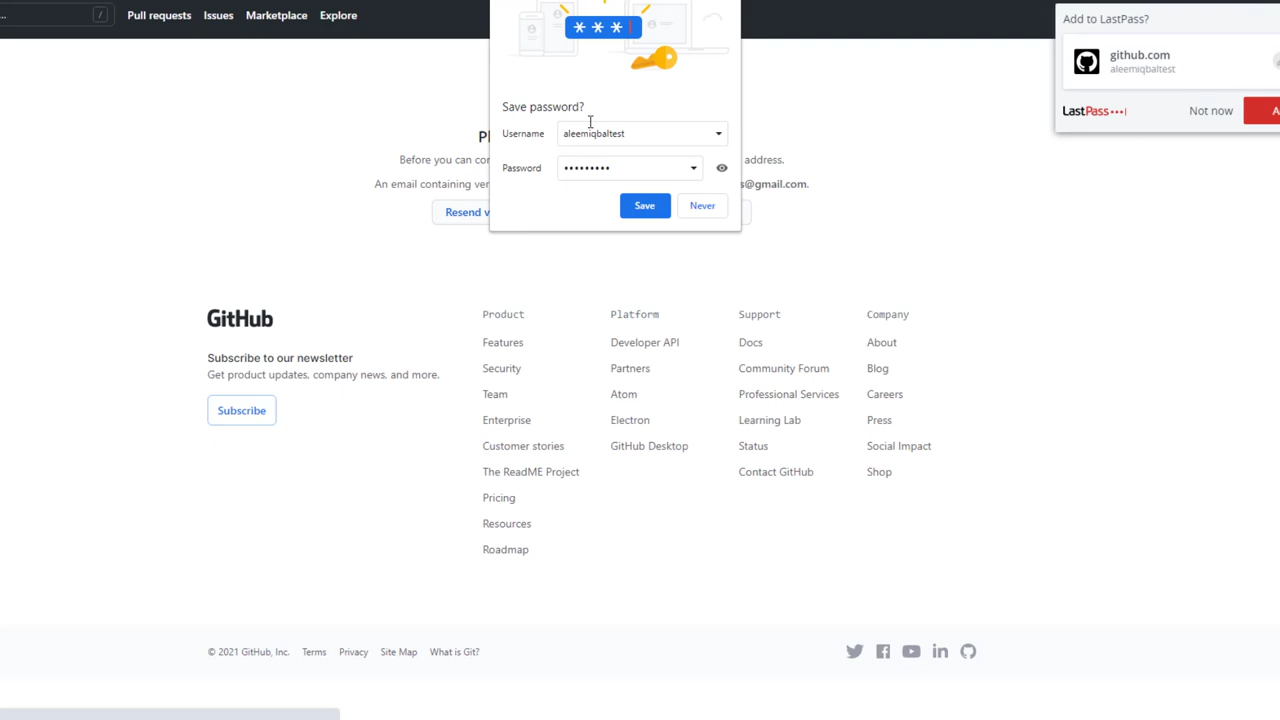 ...
/
Pull requests
Issues
Marketplace
Explore
* * *
Save password?
Username
aleemiqbaltest
Password
•••••••••
Save
Never
Add to LastPass?
github.com
aleemiqbaltest
LastPass•••|
Not now
A
Before you can con
address.
An email containing ver
s@gmail.com.
Resend v
GitHub
Subscribe to our newsletter
Get product updates, company news, and more.
Subscribe
Product
Features
Security
Team
Enterprise
Customer stories
The ReadME Project
Pricing
Resources
Roadmap
Platform
Developer API
Partners
Atom
Electron
GitHub Desktop
Support
Docs
Community Forum
Professional Services
Learning Lab
Status
Contact GitHub
Company
About
Blog
Careers
Press
Social Impact
Shop
© 2021 GitHub, Inc.
Terms
Privacy
Site Map
What is Git?